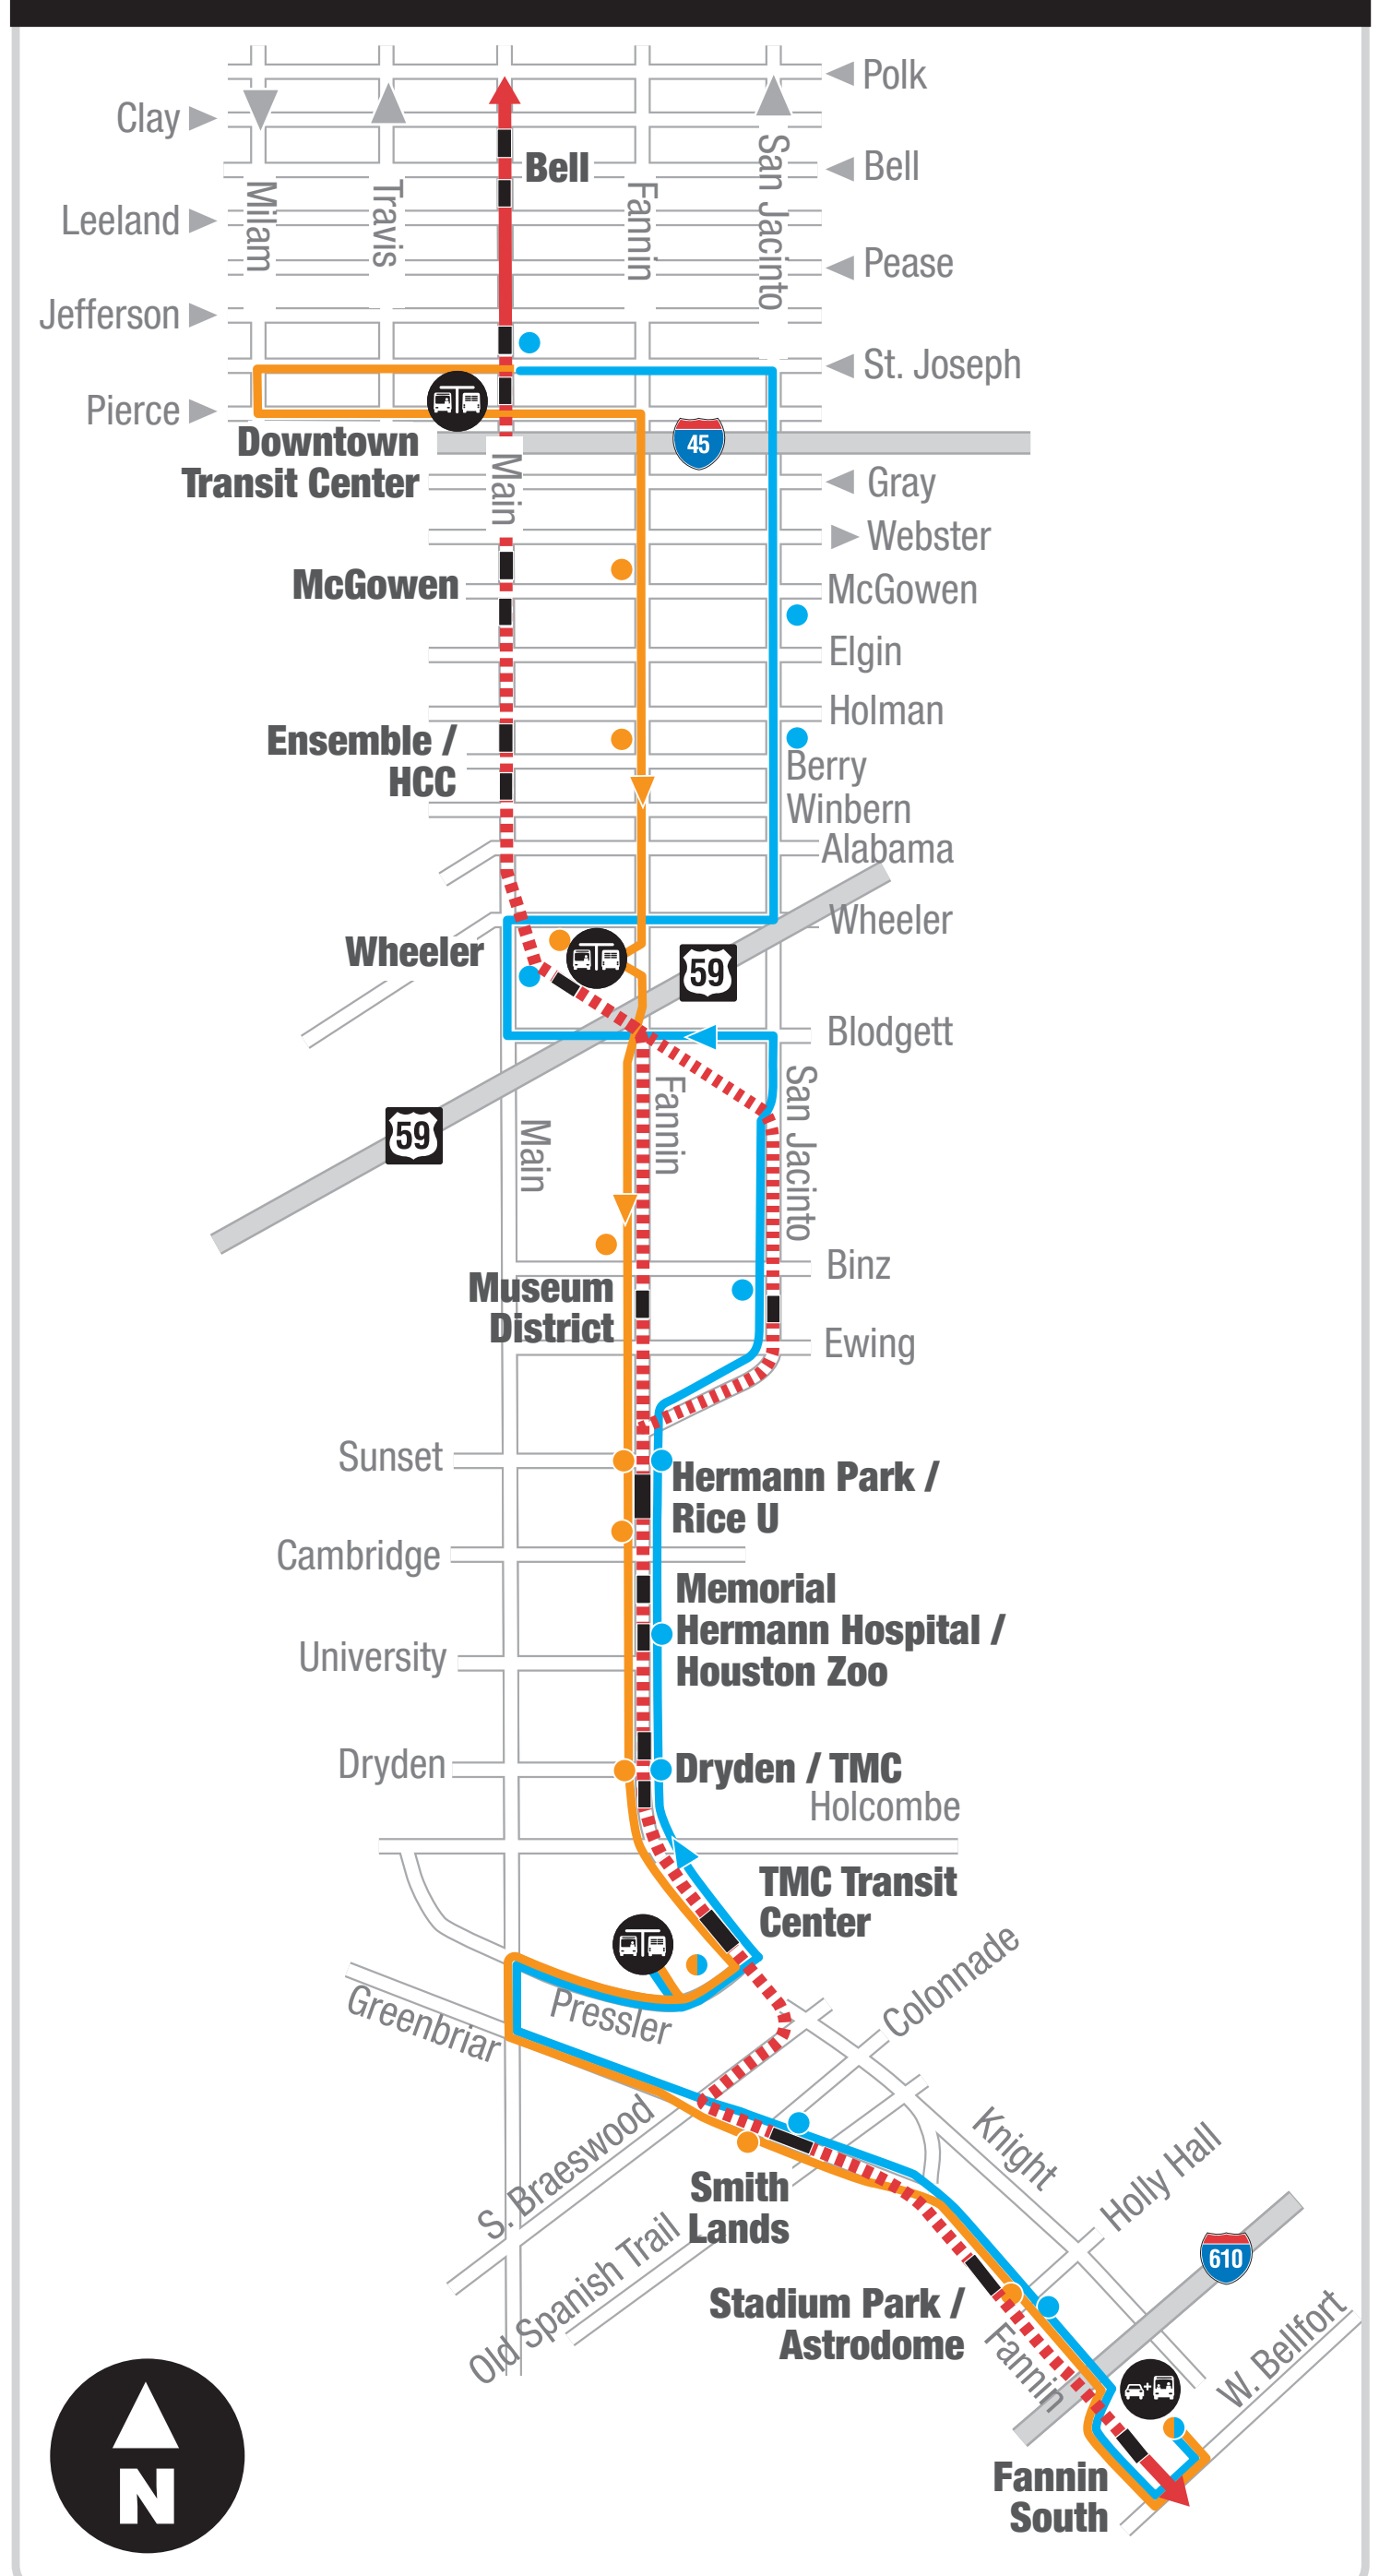 Polk
Clay
Bell
Bell
Milam
Travis
Fannin
San Jacinto
Leeland
Pease
Jefferson
St. Joseph
Pierce
Downtown
Transit Center
45
Main
Gray
Webster
McGowen
McGowen
Elgin
Holman
Ensemble /
HCC
Berry
Winbern
Alabama
Wheeler
Wheeler
59
Blodgett
59
Main
Fannin
San Jacinto
Binz
Museum
District
Ewing
Sunset
Hermann Park /
Rice U
Cambridge
Memorial
Hermann Hospital /
Houston Zoo
University
Dryden
Dryden / TMC
Holcombe
TMC Transit
Center
Colonnade
Greenbriar
Pressler
S. Braeswood
Knight
Holly Hall
Smith
Lands
Old Spanish Trail
610
Stadium Park /
Astrodome
Fannin
W. Bellfort
Fannin
South
N